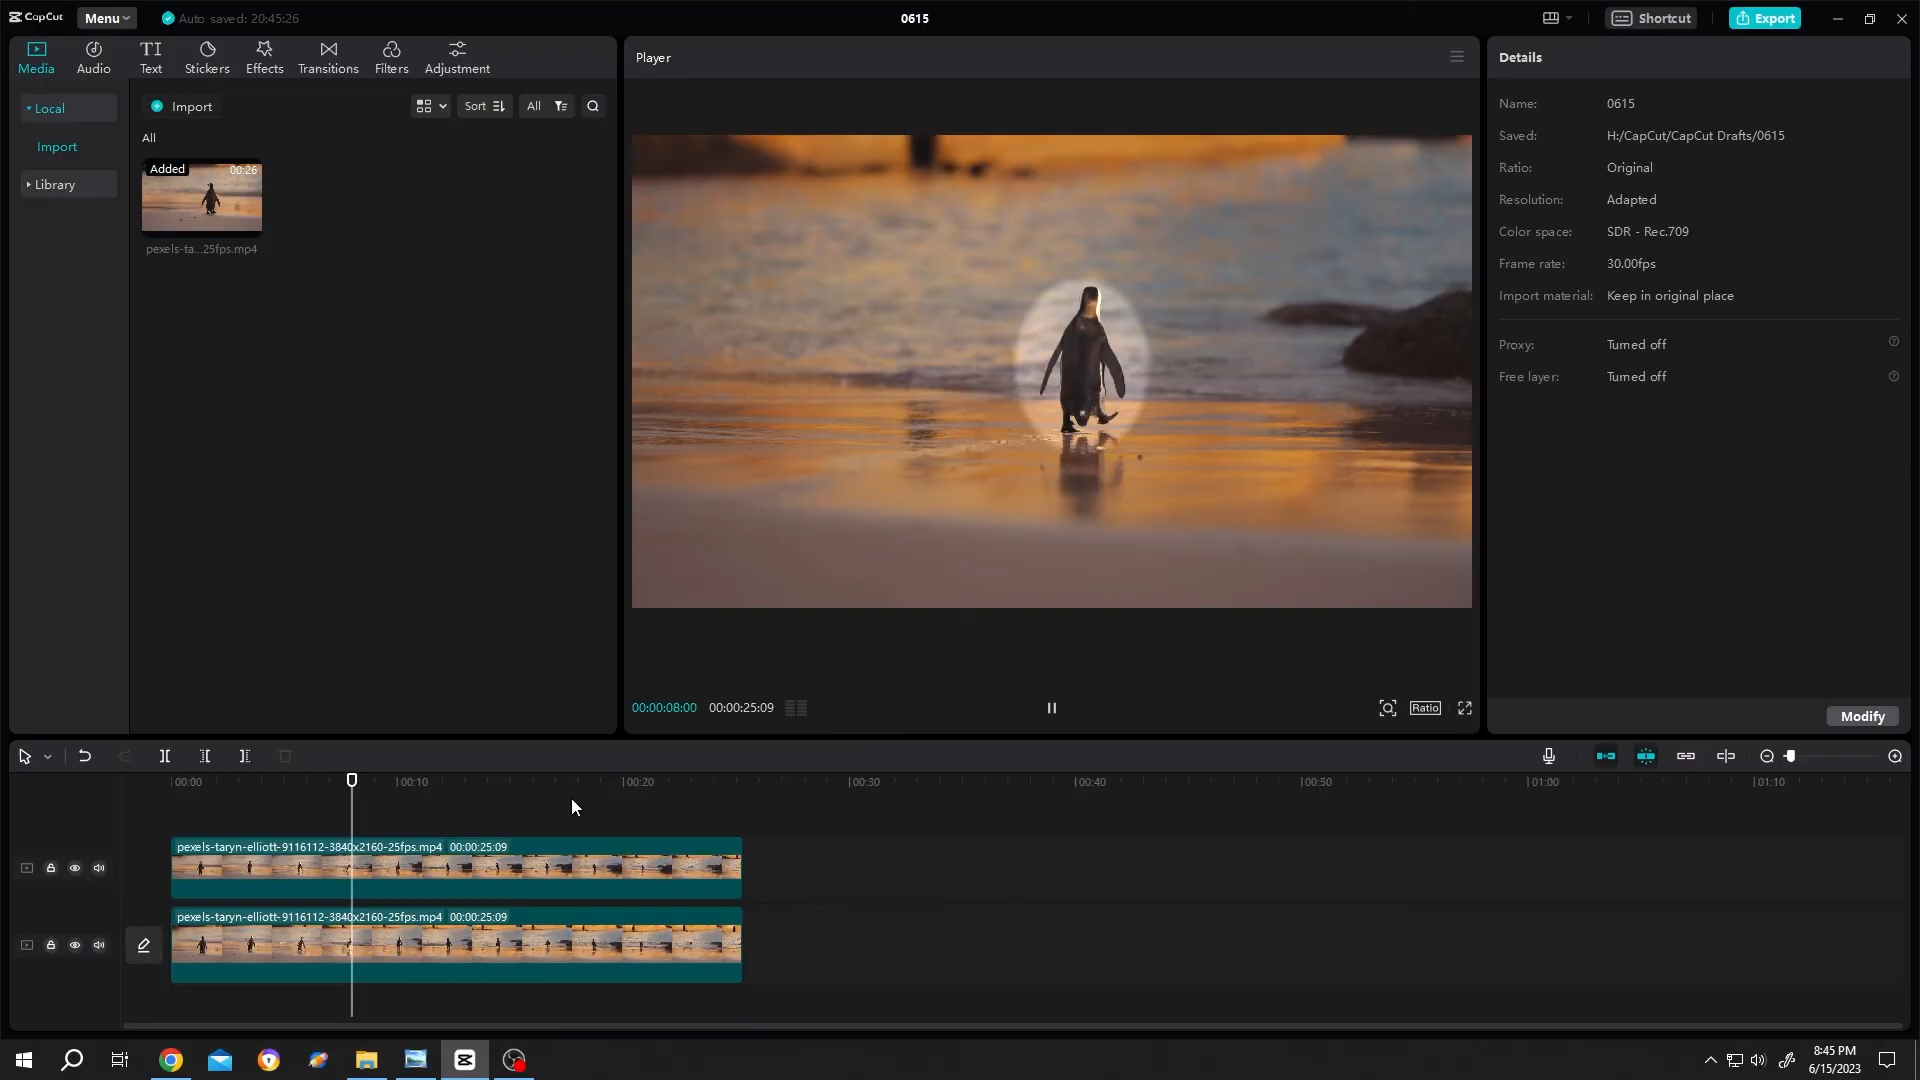 CapCut
Menu
Auto saved: 20:45:26
0615
Shortcut
Export
Media
Audio
TI
Text
Stickers
Effects
Transitions
Filters
Adjustment
Local
Import
Library
Import
Sort
All
All
Added
00:26
pexels-ta...25fps.mp4
Player
00:00:08:00
00:00:25:09
Ratio
Details
Name: 0615
Saved: H:/CapCut/CapCut Drafts/0615
Ratio: Original
Resolution: Adapted
Color space: SDR - Rec.709
Frame rate: 30.00fps
Import material: Keep in original place
Proxy: Turned off
Free layer: Turned off
Modify
00:00
00:10
00:20
00:30
00:40
00:50
01:00
01:10
pexels-taryn-elliott-9116112-3840x2160-25fps.mp4 00:00:25:09
pexels-taryn-elliott-9116112-3840x2160-25fps.mp4 00:00:25:09
8:45 PM
6/15/2023